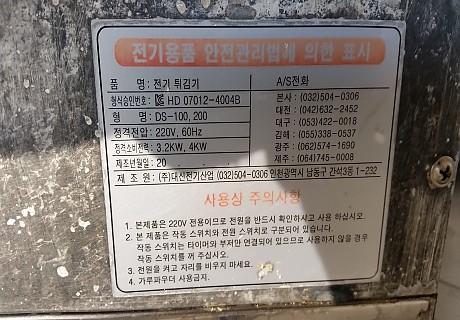 전기용품 안전관리법에 의한 표시
품 명 : 전기 튀김기
형식승인번호 : HD 07012-4004B
형 명 : DS-100, 200
정격전압 : 220V, 60Hz
정격소비전력 : 3.2KW, 4KW
제조년월일 : 20
A/S전화
본사 : (032)504-0306
대전 : (042)632-2452
대구 : (053)422-0018
김해 : (055)338-0537
광주 : (062)574-1690
제주 : (064)745-0008
제 조 원 : (주)대신전기산업 (032)504-0306 인천광역시 남동구 간석3동 1-232
사용상 주의사항
1. 본제품은 220V 전용이므로 전원을 반드시 확인하시고 사용 하십시오.
2. 본 제품은 작동 스위치와 전원 스위치로 구분되어 있습니다.
작동 스위치는 타이머와 부저만 연결되어 있으므로 사용하지 않을 경우
작동 스위치를 꺼 주십시오.
3. 전원을 켜고 자리를 비우지 마세요.
4. 가루파우더 사용금지.